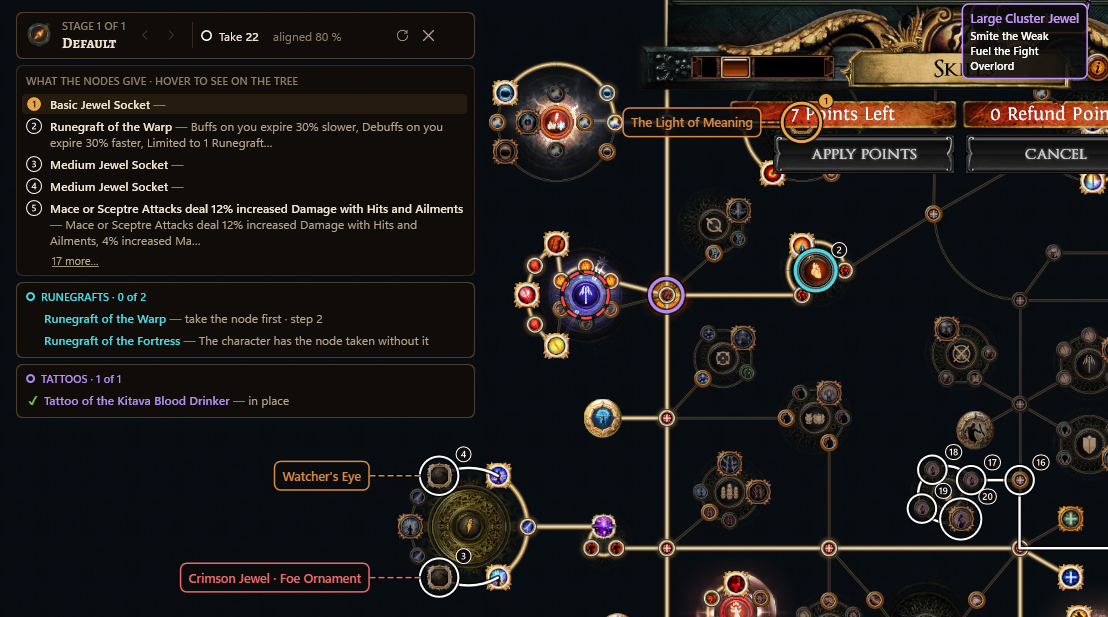 STAGE 1 OF 1
DEFAULT
Take 22 aligned 80 %
WHAT THE NODES GIVE · HOVER TO SEE ON THE TREE
1 Basic Jewel Socket —
2 Runegraft of the Warp — Buffs on you expire 30% slower, Debuffs on you
expire 30% faster, Limited to 1 Runegraft...
3 Medium Jewel Socket —
4 Medium Jewel Socket —
5 Mace or Sceptre Attacks deal 12% increased Damage with Hits and Ailments
— Mace or Sceptre Attacks deal 12% increased Damage with Hits and
Ailments, 4% increased Ma...
17 more...
RUNEGRAFTS · 0 of 2
Runegraft of the Warp — take the node first · step 2
Runegraft of the Fortress — The character has the node taken without it
TATTOOS · 1 of 1
Tattoo of the Kitava Blood Drinker — in place
Large Cluster Jewel
Smite the Weak
Fuel the Fight
Overlord
The Light of Meaning
1
7 Points Left
0 Refund Poin
APPLY POINTS
CANCEL
2
4
Watcher's Eye
3
Crimson Jewel · Foe Ornament
18
17
16
19
20